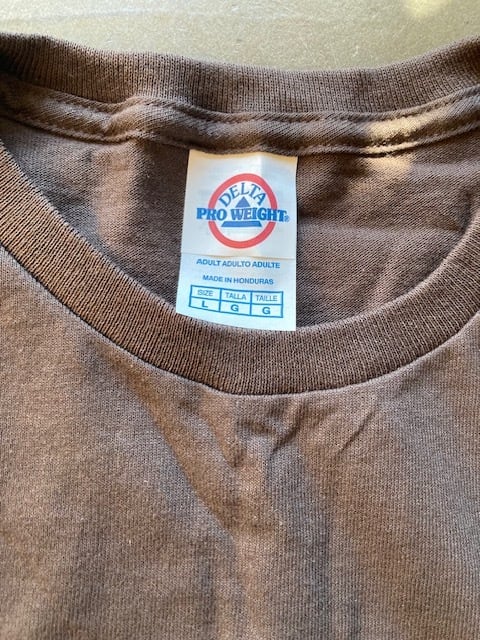 DELTA
PRO WEIGHT®
ADULT ADULTO ADULTE
MADE IN HONDURAS
SIZE TALLA TAILLE
L G G